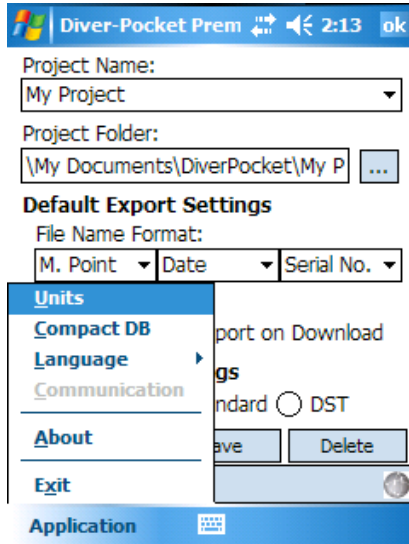 Diver-Pocket Prem 2:13 ok
Project Name:
My Project
Project Folder:
\My Documents\DiverPocket\My P ...
Default Export Settings
File Name Format:
M. Point Date Serial No.
Units
Compact DB
port on Download
Language
gs
Communication
ndard DST
About
ave Delete
Exit
Application